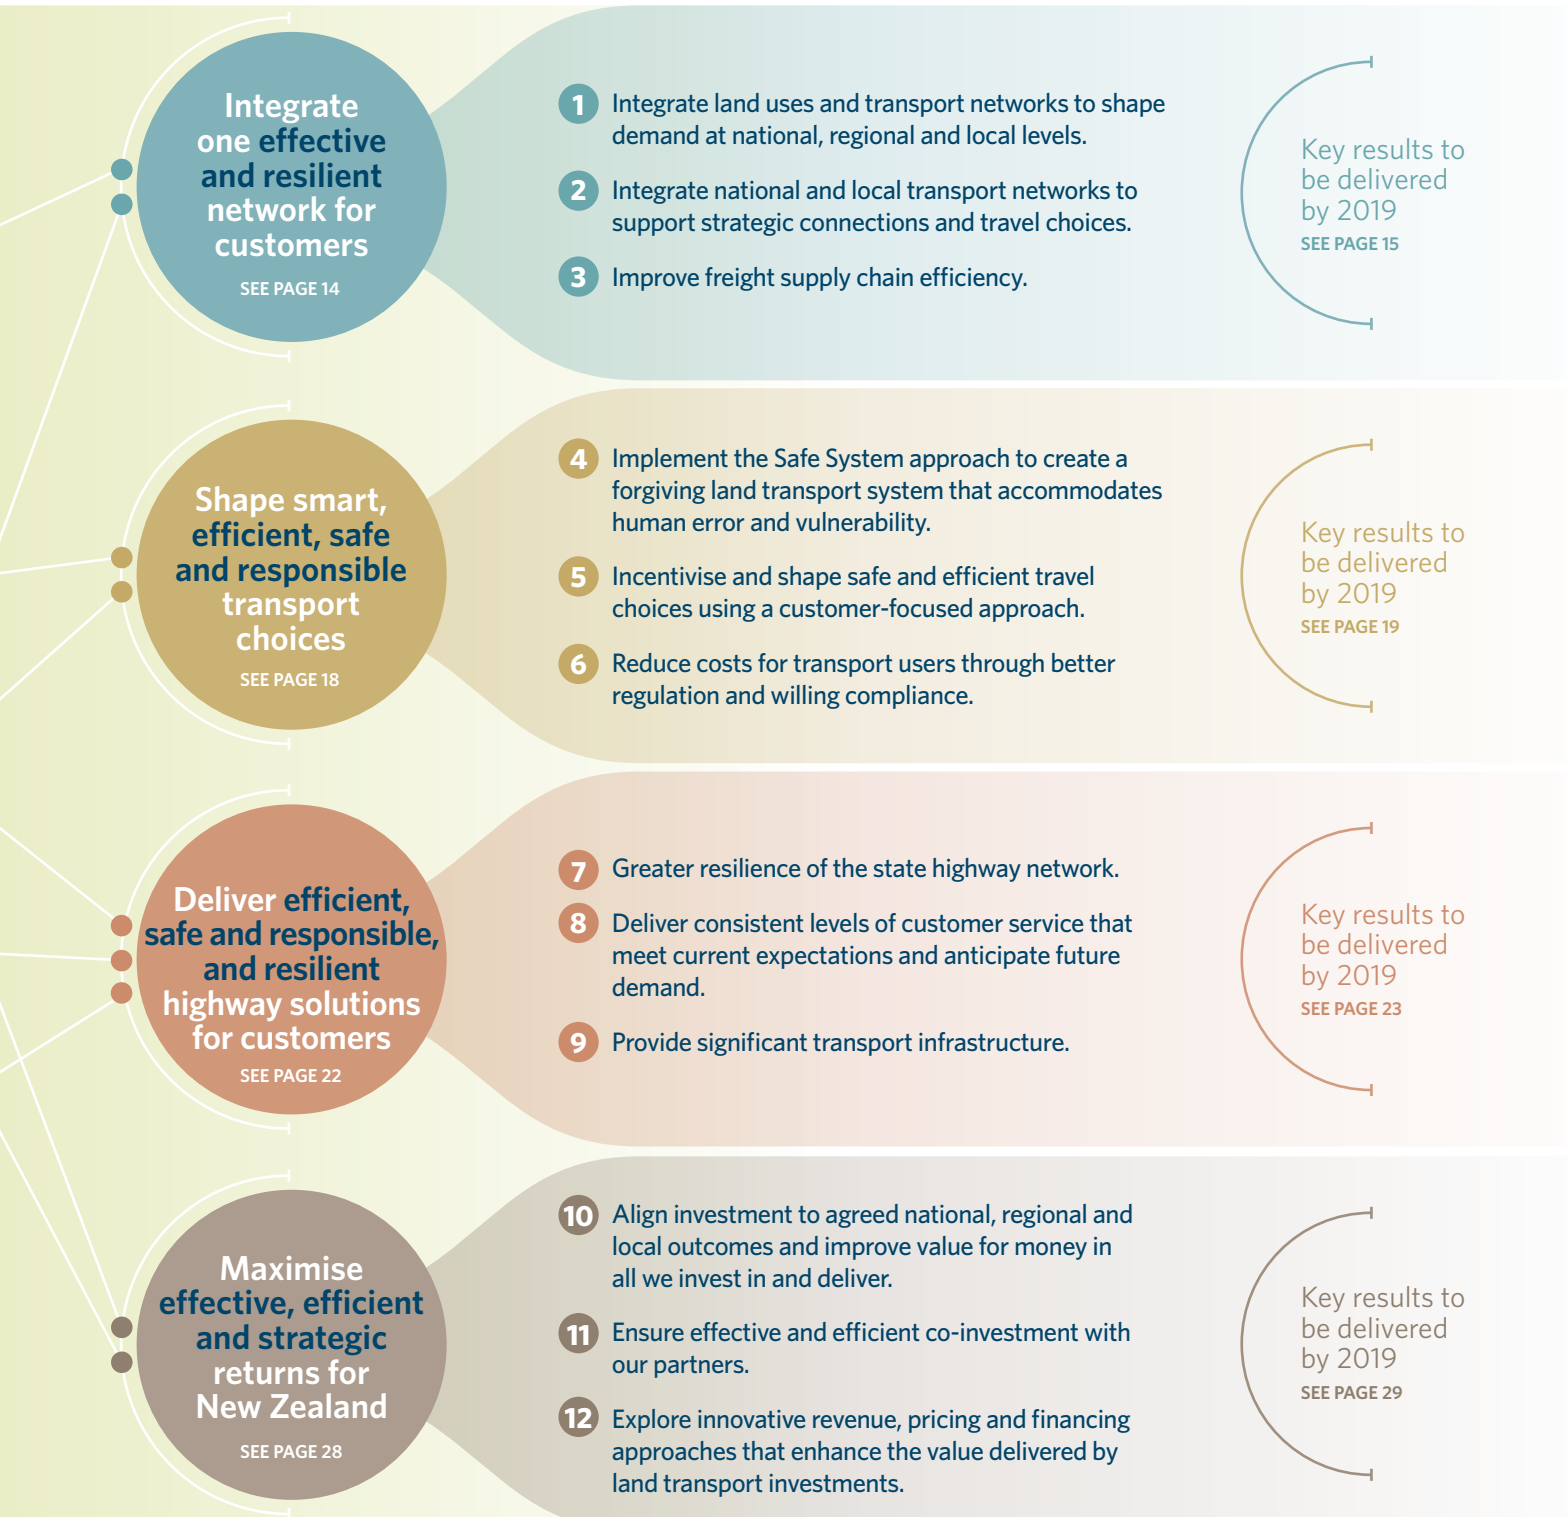 Integrate
one effective
and resilient
network for
customers
SEE PAGE 14
1 Integrate land uses and transport networks to shape
demand at national, regional and local levels.
2 Integrate national and local transport networks to
support strategic connections and travel choices.
3 Improve freight supply chain efficiency.
Key results to
be delivered
by 2019
SEE PAGE 15
Shape smart,
efficient, safe
and responsible
transport
choices
SEE PAGE 18
4 Implement the Safe System approach to create a
forgiving land transport system that accommodates
human error and vulnerability.
5 Incentivise and shape safe and efficient travel
choices using a customer-focused approach.
6 Reduce costs for transport users through better
regulation and willing compliance.
Key results to
be delivered
by 2019
SEE PAGE 19
Deliver efficient,
safe and responsible,
and resilient
highway solutions
for customers
SEE PAGE 22
7 Greater resilience of the state highway network.
8 Deliver consistent levels of customer service that
meet current expectations and anticipate future
demand.
9 Provide significant transport infrastructure.
Key results to
be delivered
by 2019
SEE PAGE 23
Maximise
effective, efficient
and strategic
returns for
New Zealand
SEE PAGE 28
10 Align investment to agreed national, regional and
local outcomes and improve value for money in
all we invest in and deliver.
11 Ensure effective and efficient co-investment with
our partners.
12 Explore innovative revenue, pricing and financing
approaches that enhance the value delivered by
land transport investments.
Key results to
be delivered
by 2019
SEE PAGE 29